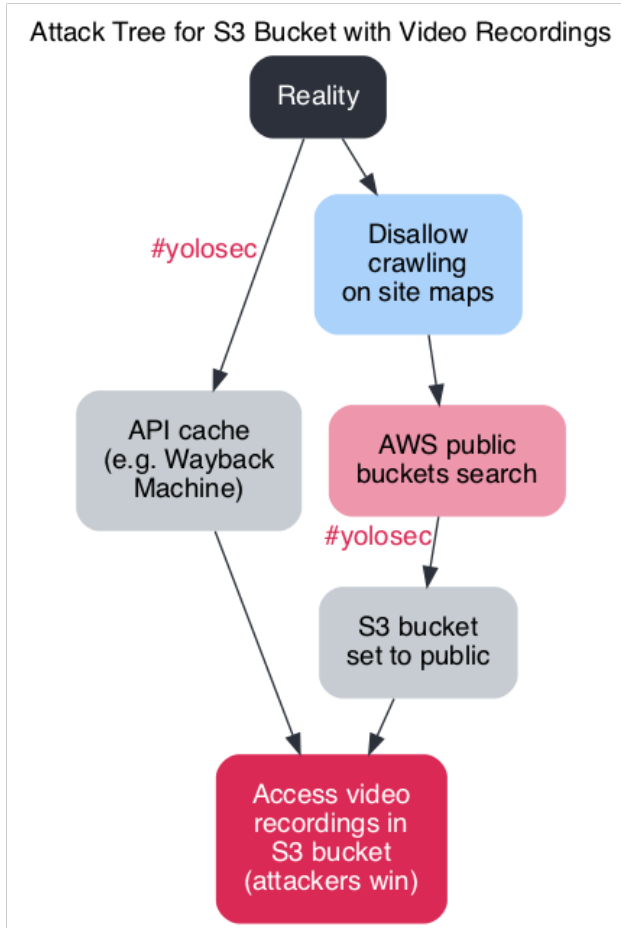 Attack Tree for S3 Bucket with Video Recordings
Reality
#yolosec
Disallow
crawling
on site maps
API cache
(e.g. Wayback
Machine)
AWS public
buckets search
#yolosec
S3 bucket
set to public
Access video
recordings in
S3 bucket
(attackers win)